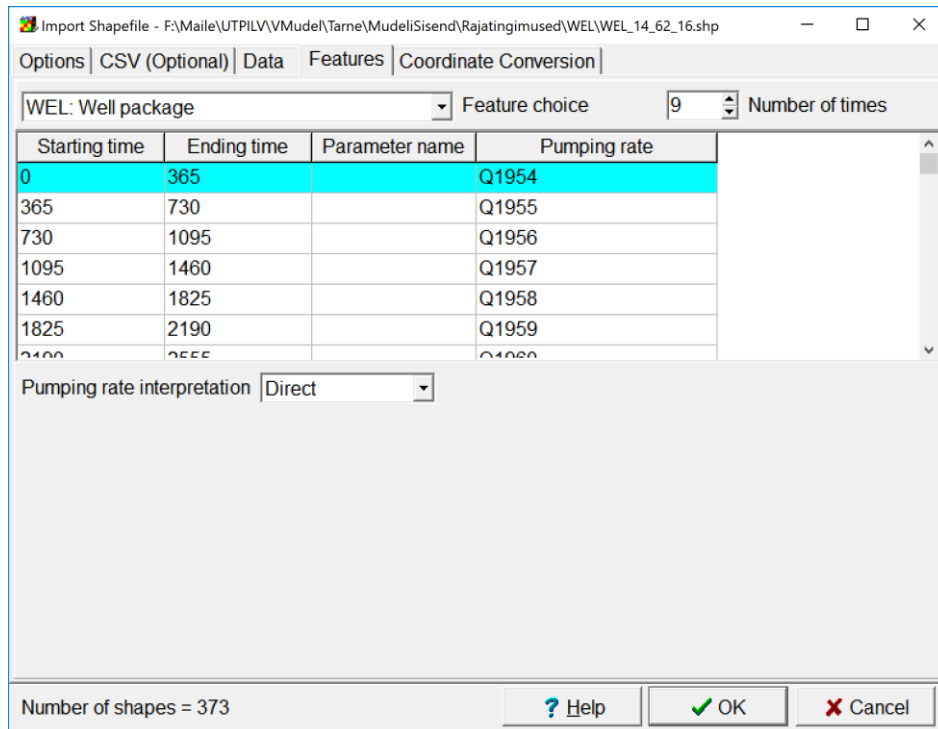 Import Shapefile - F:\Maile\UTPILV\VMudel\Tarne\MudeliSisend\Rajatingimused\WEL\WEL_14_62_16.shp
Options CSV (Optional) Data Features Coordinate Conversion
WEL: Well package Feature choice 9 Number of times
Starting time Ending time Parameter name Pumping rate
0 365 Q1954
365 730 Q1955
730 1095 Q1956
1095 1460 Q1957
1460 1825 Q1958
1825 2190 Q1959
2190 2555 Q1960
Pumping rate interpretation Direct
Number of shapes = 373 ? Help OK Cancel